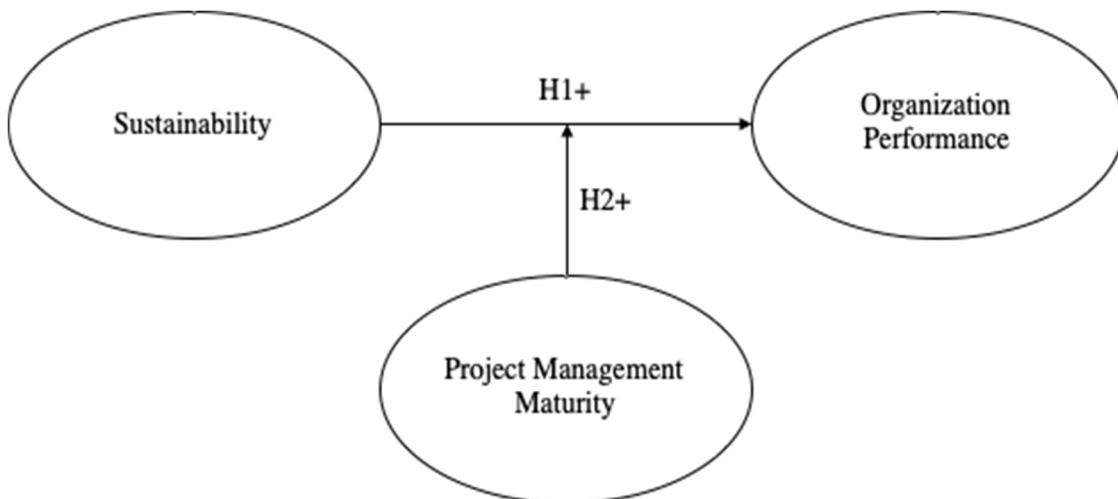 H1+
Sustainability
Organization
Performance
H2+
Project Management
Maturity